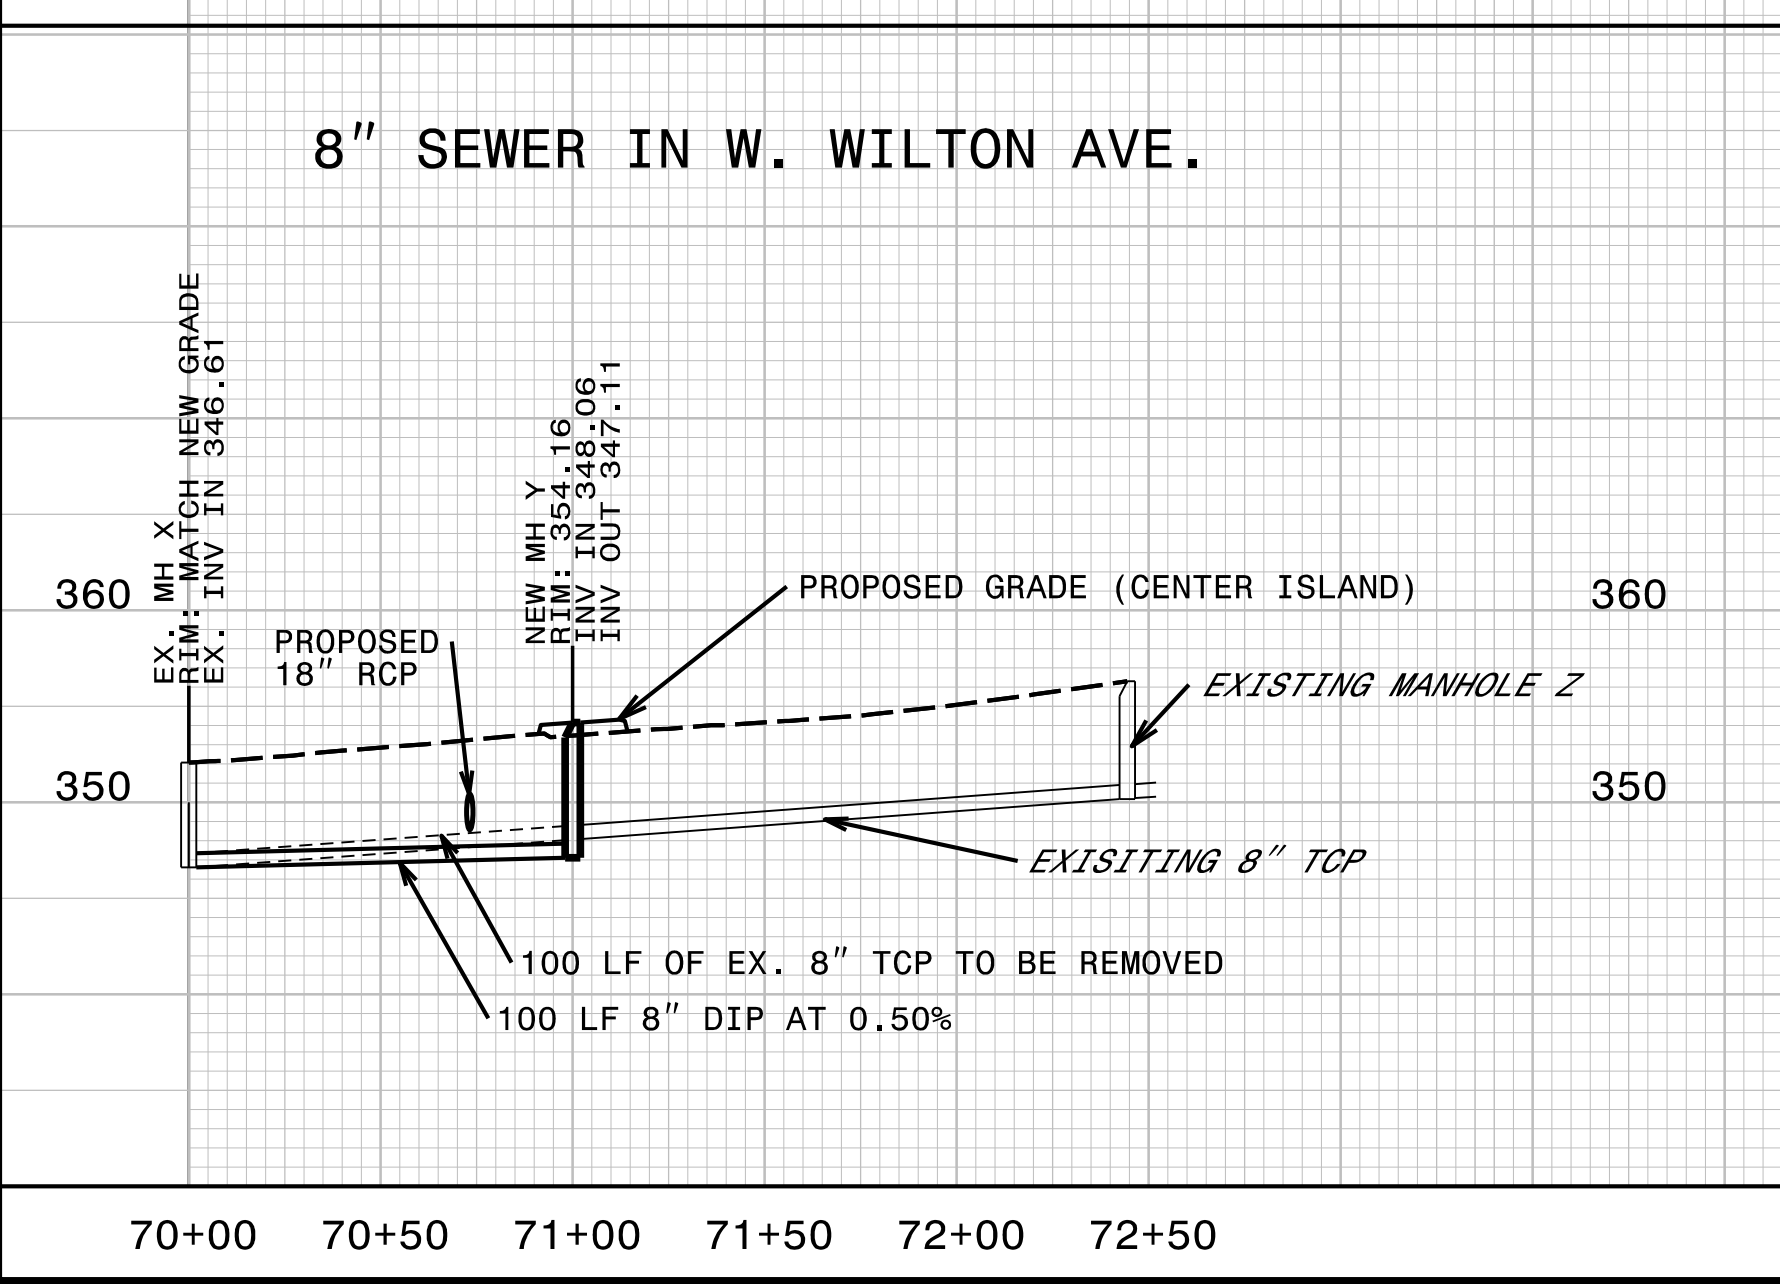 8" SEWER IN W. WILTON AVE.
EX. MH X
RIM: MATCH NEW GRADE
EX. INV IN 346.61
NEW MH Y
RIM: 354.16
INV IN 348.06
INV OUT 347.11
360
PROPOSED GRADE (CENTER ISLAND)
360
PROPOSED
18" RCP
EXISTING MANHOLE Z
350
350
EXISITING 8" TCP
100 LF OF EX. 8" TCP TO BE REMOVED
100 LF 8" DIP AT 0.50%
70+00 70+50 71+00 71+50 72+00 72+50